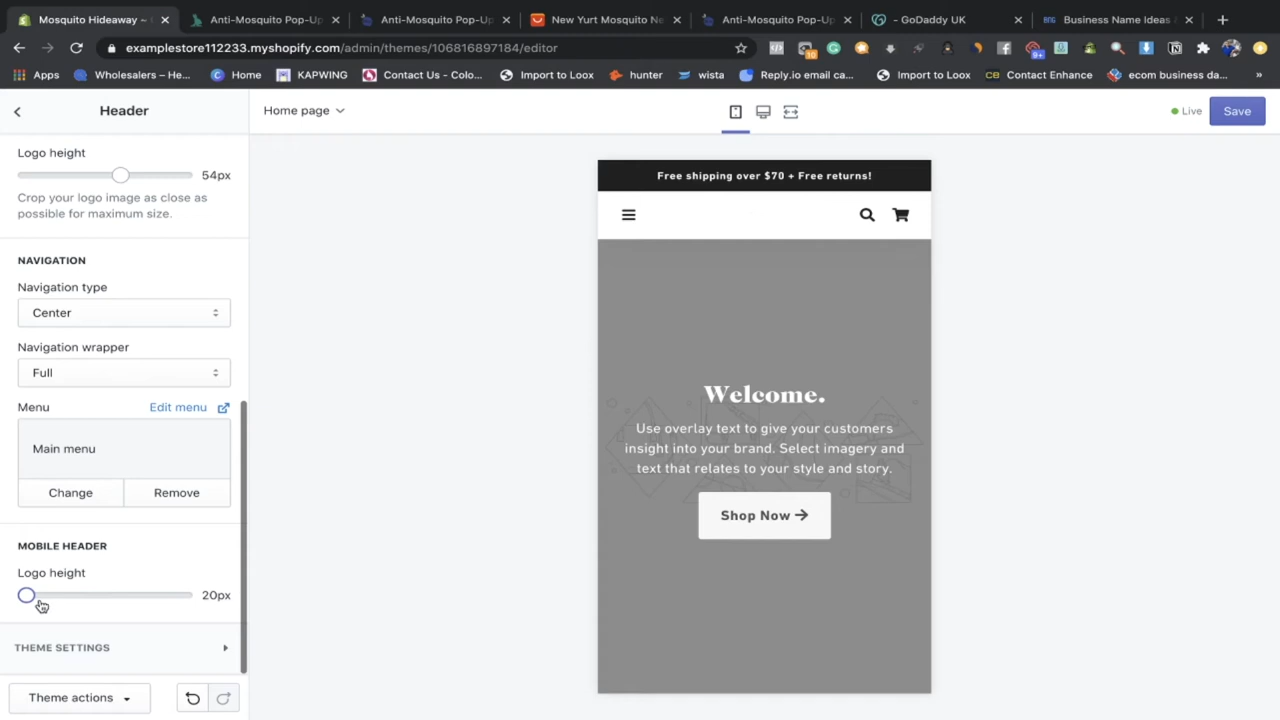 Mosquito Hideaway ~
Anti-Mosquito Pop-Up
Anti-Mosquito Pop-Up
New Yurt Mosquito Ne
Anti-Mosquito Pop-Up
- GoDaddy UK
Business Name Ideas
examplestore112233.myshopify.com/admin/themes/106816897184/editor
10
9+
Apps
Wholesalers – He...
Home
KAPWING
Contact Us - Colo...
Import to Loox
hunter
wista
Reply.io email ca...
Import to Loox
CB
Contact Enhance
ecom business da...
»
Header
Home page
Live
Save
Logo height
54px
Crop your logo image as close as
possible for maximum size.
NAVIGATION
Navigation type
Center
Navigation wrapper
Full
Menu
Edit menu
Main menu
Change
Remove
MOBILE HEADER
Logo height
20px
THEME SETTINGS
Theme actions
Free shipping over $70 + Free returns!
Welcome.
Use overlay text to give your customers
insight into your brand. Select imagery and
text that relates to your style and story.
Shop Now →